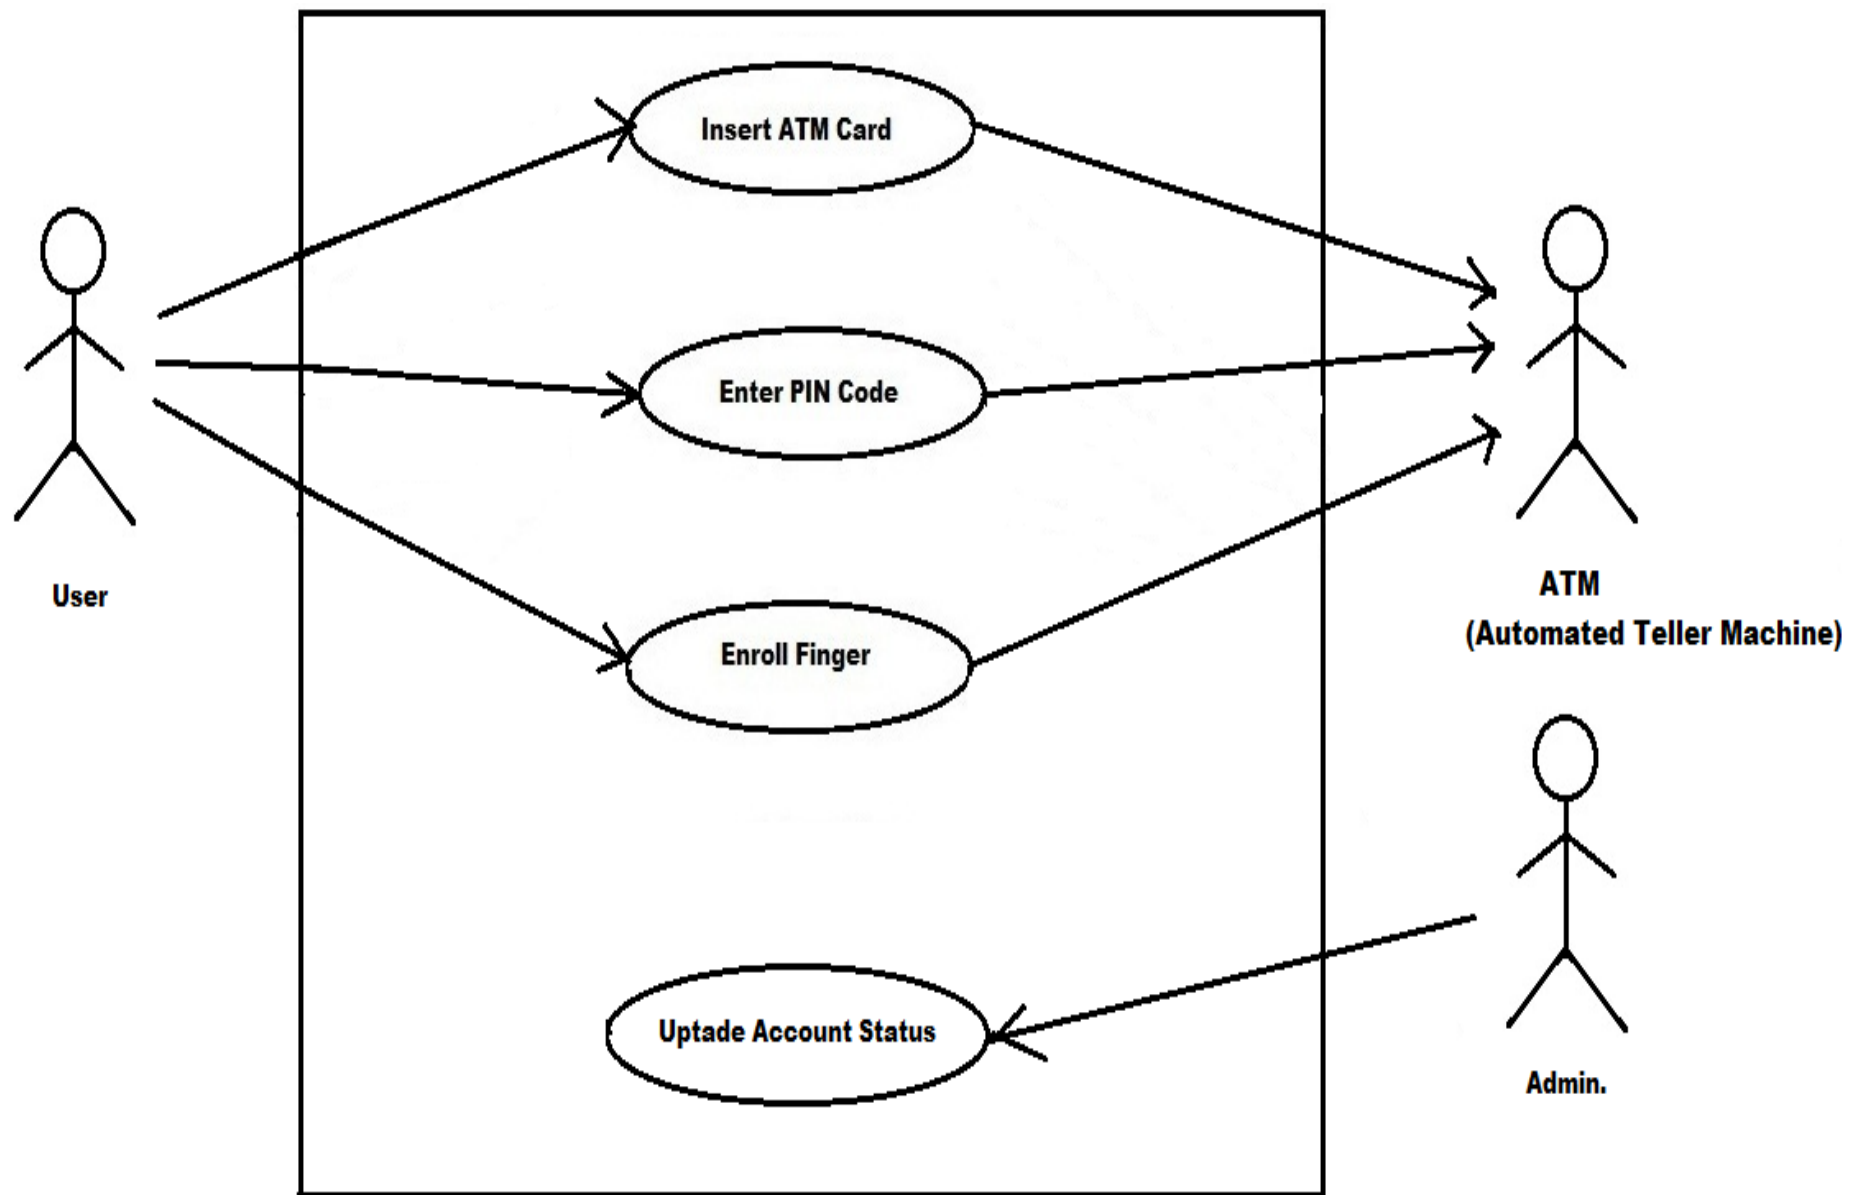 Insert ATM Card
Enter PIN Code
User
ATM
(Automated Teller Machine)
Enroll Finger
Uptade Account Status
Admin.